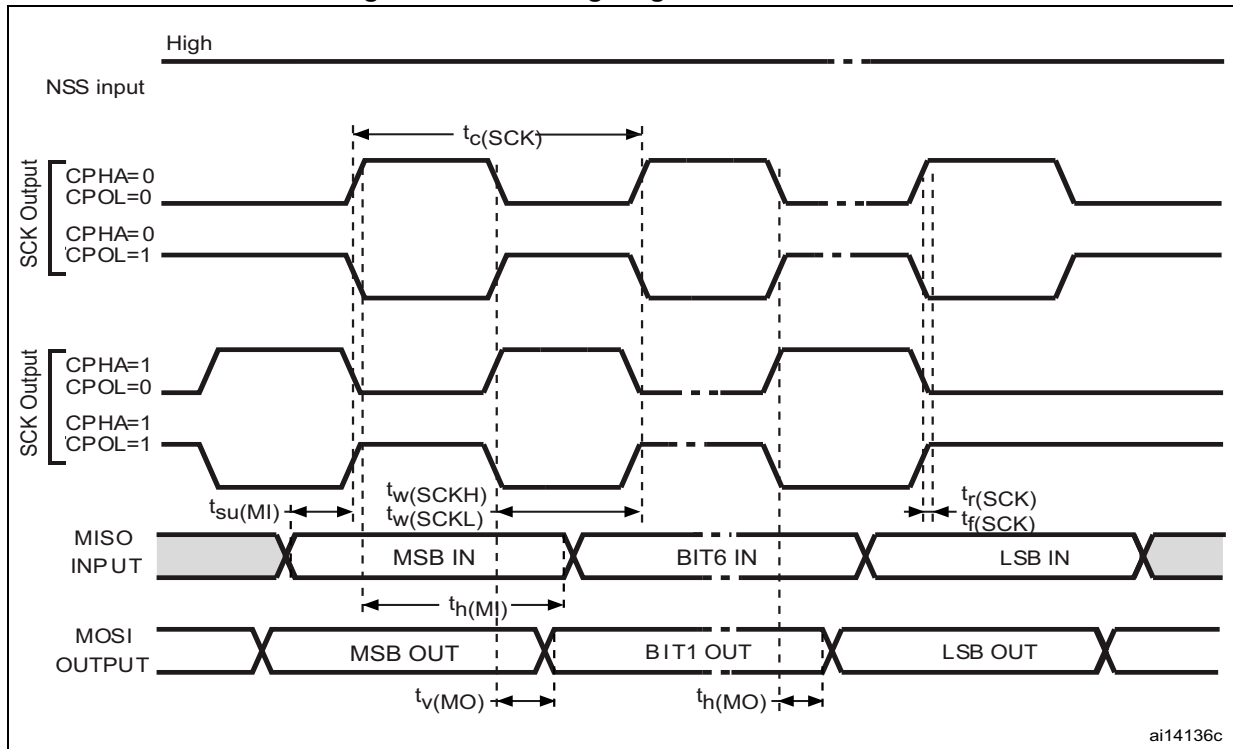 High
NSS input
tc(SCK)
SCK Output
CPHA=0
CPOL=0
CPHA=0
CPOL=1
SCK Output
CPHA=1
CPOL=0
CPHA=1
CPOL=1
tsu(MI)
tw(SCKH)
tw(SCKL)
tr(SCK)
tf(SCK)
MISO
INPUT
MSB IN
BIT6 IN
LSB IN
th(MI)
MOSI
OUTPUT
MSB OUT
BIT1 OUT
LSB OUT
tv(MO)
th(MO)
ai14136c